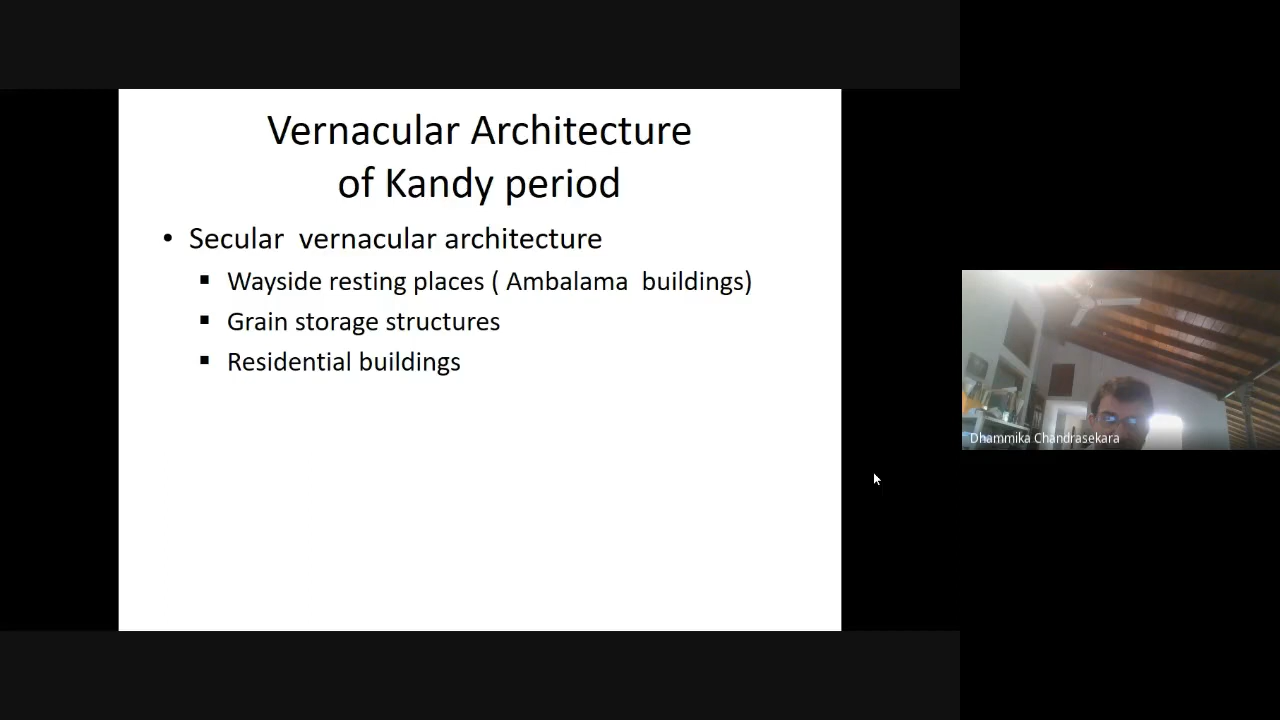 Vernacular Architecture
of Kandy period
• Secular  vernacular architecture
▪ Wayside resting places ( Ambalama  buildings)
▪ Grain storage structures
▪ Residential buildings
Dhammika Chandrasekara